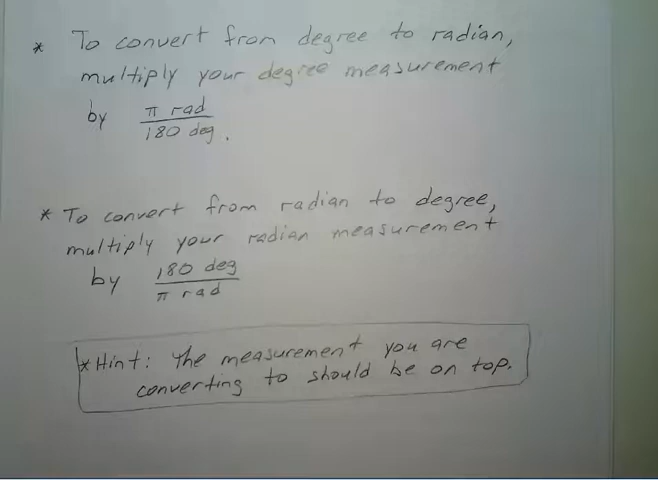 * To convert from degree to radian,
multiply your degree measurement
by π rad
180 deg.
* To convert from radian to degree,
multiply your radian measurement
by 180 deg
π rad
* Hint: The measurement you are
converting to should be on top.